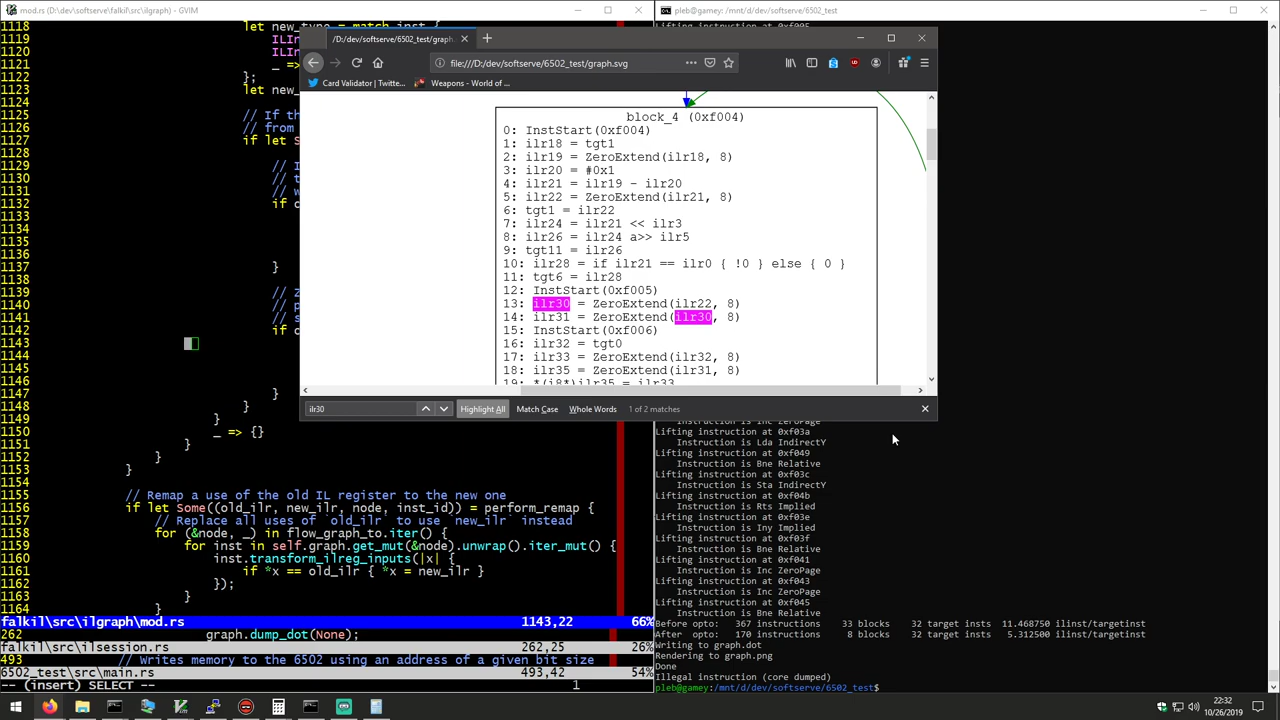 mod.rs (D:\dev\softserve\falkil\src\ilgraph) - GVIM
1118 let new_type = match inst {
1119 ILIn
1120 ILIn
1121 _ =>
1122 };
1123 let new_
1124
1125 // If th
1126 // from
1127 if let S
1128
1129 // I
1130 // t
1131 // w
1132 if c
1133
1134
1135
1136
1137 }
1138
1139 // z
1140 // p
1141 // s
1142 if c
1143
1144
1145
1146
1147 }
1148 }
1149 }
1150 _ => {}
1151 }
1152 }
1153 }
1154
1155 // Remap a use of the old IL register to the new one
1156 if let Some((old_ilr, new_ilr, node, inst_id)) = perform_remap {
1157 // Replace all uses of `old_ilr` to use `new_ilr` instead
1158 for (&node, _) in flow_graph_to.iter() {
1159 for inst in self.graph.get_mut(&node).unwrap().iter_mut() {
1160 inst.transform_ilreg_inputs(|x| {
1161 if *x == old_ilr { *x = new_ilr }
1162 });
1163 }
1164 }
falkil\src\ilgraph\mod.rs 1143,22 66%
262 graph.dump_dot(None);
falkil\src\ilsession.rs 262,25 26%
493 // Writes memory to the 6502 using an address of a given bit size
6502_test\src\main.rs 493,42 54%
-- (insert) SELECT -- 1
/D:/dev/softserve/6502_test/graph.
file:///D:/dev/softserve/6502_test/graph.svg
Card Validator | Twitte... Weapons - World of ...
block_4 (0xf004)
0: InstStart(0xf004)
1: ilr18 = tgt1
2: ilr19 = ZeroExtend(ilr18, 8)
3: ilr20 = #0x1
4: ilr21 = ilr19 - ilr20
5: ilr22 = ZeroExtend(ilr21, 8)
6: tgt1 = ilr22
7: ilr24 = ilr21 << ilr3
8: ilr26 = ilr24 a>> ilr5
9: tgt11 = ilr26
10: ilr28 = if ilr21 == ilr0 { !0 } else { 0 }
11: tgt6 = ilr28
12: InstStart(0xf005)
13: ilr30 = ZeroExtend(ilr22, 8)
14: ilr31 = ZeroExtend(ilr30, 8)
15: InstStart(0xf006)
16: ilr32 = tgt0
17: ilr33 = ZeroExtend(ilr32, 8)
18: ilr35 = ZeroExtend(ilr31, 8)
19: *(i8*)ilr35 = ilr33
ilr30 Highlight All Match Case Whole Words 1 of 2 matches
pleb@gamey: /mnt/d/dev/softserve/6502_test
Lifting instruction at 0xf005
Instruction is Inc ZeroPage
Lifting instruction at 0xf03a
Instruction is Lda IndirectY
Lifting instruction at 0xf049
Instruction is Bne Relative
Lifting instruction at 0xf03c
Instruction is Sta IndirectY
Lifting instruction at 0xf04b
Instruction is Rts Implied
Lifting instruction at 0xf03e
Instruction is Iny Implied
Lifting instruction at 0xf03f
Instruction is Bne Relative
Lifting instruction at 0xf041
Instruction is Inc ZeroPage
Lifting instruction at 0xf043
Instruction is Inc ZeroPage
Lifting instruction at 0xf045
Instruction is Bne Relative
Before opto: 367 instructions 33 blocks 32 target insts 11.468750 ilinst/targetinst
After opto: 170 instructions 8 blocks 32 target insts 5.312500 ilinst/targetinst
Writing to graph.dot
Rendering to graph.png
Done
Illegal instruction (core dumped)
pleb@gamey:/mnt/d/dev/softserve/6502_test$
22:32
10/26/2019